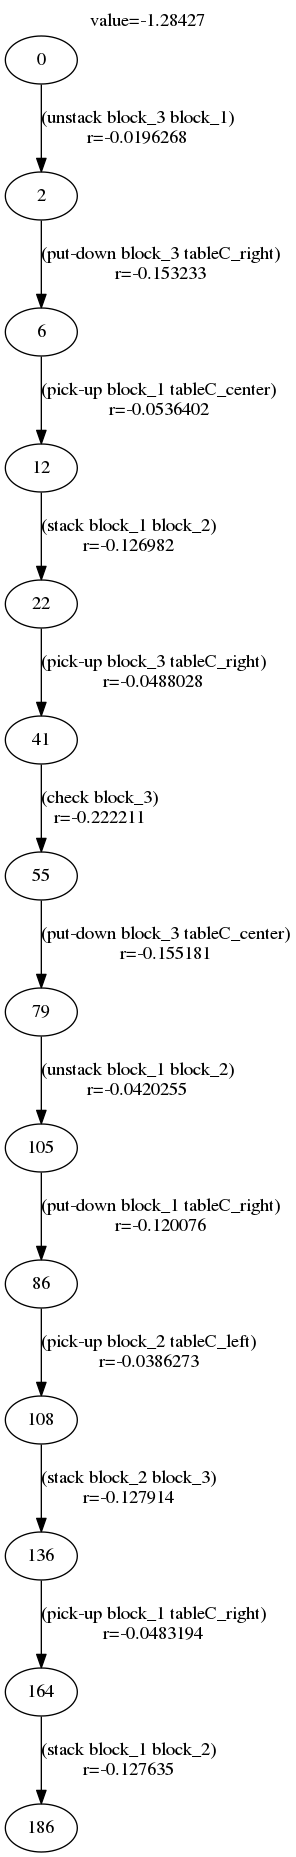 value=-1.28427
0
(unstack block_3 block_1)
r=-0.0196268
2
(put-down block_3 tableC_right)
r=-0.153233
6
(pick-up block_1 tableC_center)
r=-0.0536402
12
(stack block_1 block_2)
r=-0.126982
22
(pick-up block_3 tableC_right)
r=-0.0488028
41
(check block_3)
r=-0.222211
55
(put-down block_3 tableC_center)
r=-0.155181
79
(unstack block_1 block_2)
r=-0.0420255
105
(put-down block_1 tableC_right)
r=-0.120076
86
(pick-up block_2 tableC_left)
r=-0.0386273
108
(stack block_2 block_3)
r=-0.127914
136
(pick-up block_1 tableC_right)
r=-0.0483194
164
(stack block_1 block_2)
r=-0.127635
186